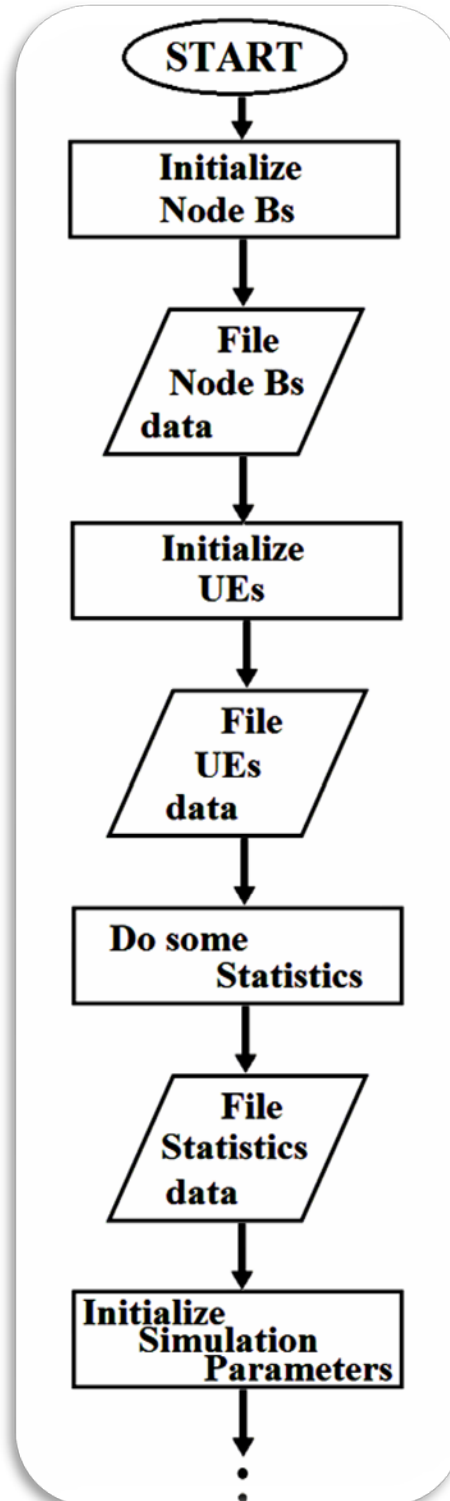 START
Initialize
Node Bs
File
Node Bs
data
Initialize
UEs
File
UEs
data
Do some
Statistics
File
Statistics
data
Initialize
Simulation
Parameters